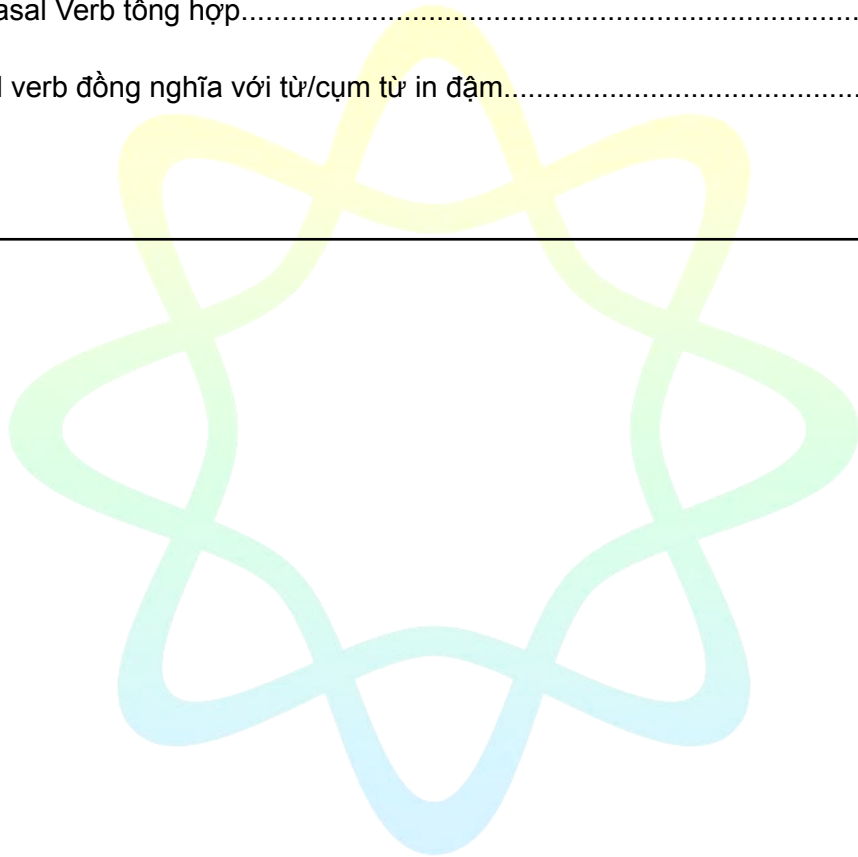 asal Verb tổng hợp................................................................................
verb đồng nghĩa với từ/cụm từ in đậm.............................................